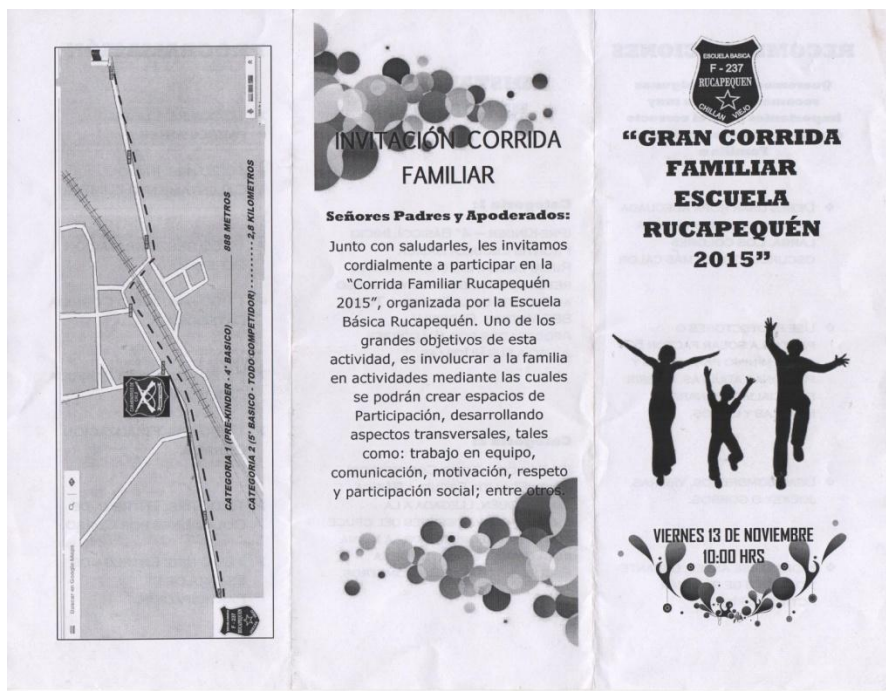 CATEGORIA 1 (PRE-KINDER - 4° BASICO)________ 888 METROS
CATEGORIA 2 (5° BASICO - TODO COMPETIDOR) ---------- 2,8 KILOMETROS
Buscar en Google Maps
INVITACIÓN CORRIDA
FAMILIAR
Señores Padres y Apoderados:
Junto con saludarles, les invitamos
cordialmente a participar en la
"Corrida Familiar Rucapequén
2015", organizada por la Escuela
Básica Rucapequén. Uno de los
grandes objetivos de esta
actividad, es involucrar a la familia
en actividades mediante las cuales
se podrán crear espacios de
Participación, desarrollando
aspectos transversales, tales
como: trabajo en equipo,
comunicación, motivación, respeto
y participación social; entre otros.
ESCUELA BASICA
F - 237
RUCAPEQUEN
CHILLAN VIEJO
"GRAN CORRIDA
FAMILIAR
ESCUELA
RUCAPEQUÉN
2015"
VIERNES 13 DE NOVIEMBRE
10:00 HRS